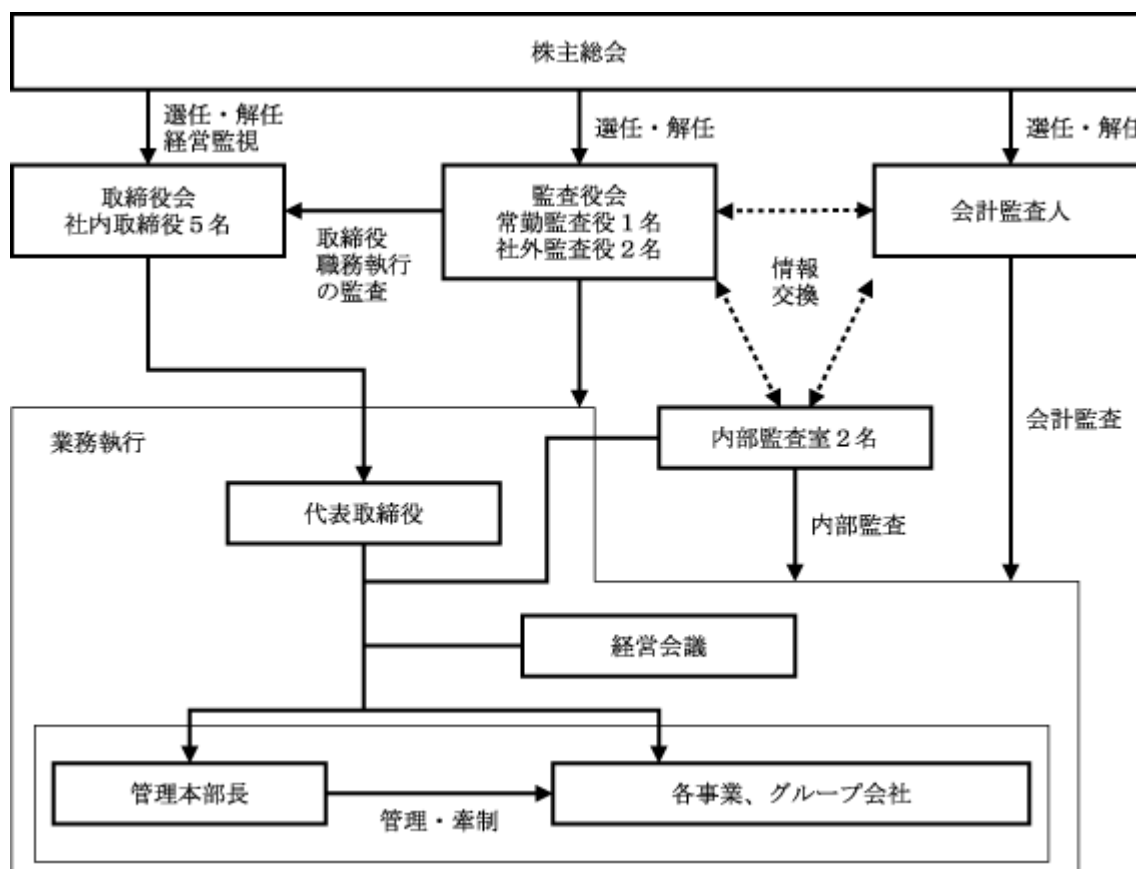 株主総会
選任・解任
経営監視
選任・解任
選任・解任
取締役会
社内取締役5名
監査役会
常勤監査役1名
社外監査役2名
会計監査人
取締役
職務執行
の監査
情報
交換
業務執行
内部監査室2名
会計監査
代表取締役
内部監査
経営会議
管理本部長
各事業、グループ会社
管理・牽制